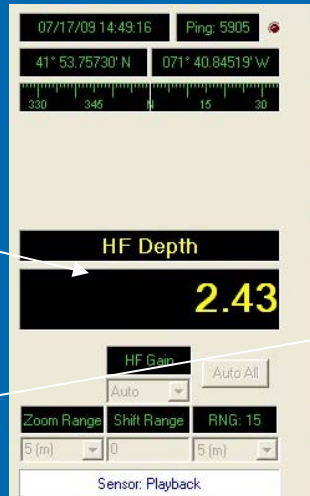 07/17/09 14:49:16 Ping: 5905
41° 53.75730' N 071° 40.84519' W
330 345 N 15 30
HF Depth
2.43
HF Gain
Auto Auto All
Zoom Range Shift Range RNG: 15
5 (m) 0 5 (m)
Sensor: Playback